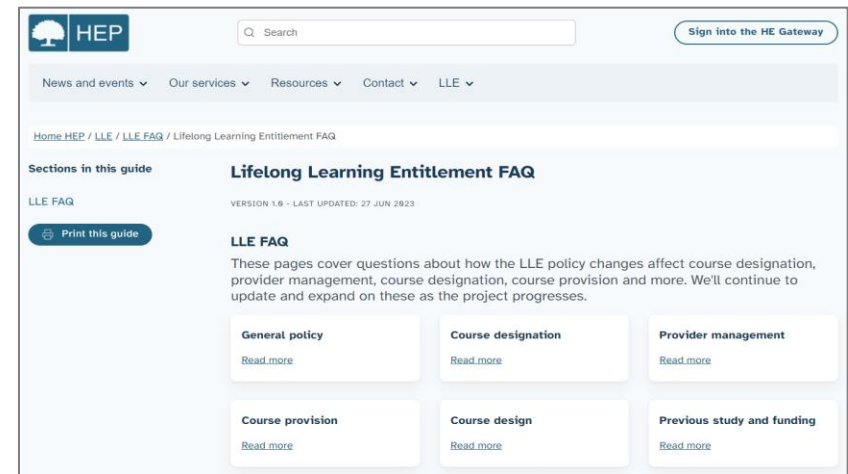 HEP
Search
Sign into the HE Gateway
News and events
Our services
Resources
Contact
LLE
Home HEP / LLE / LLE FAQ / Lifelong Learning Entitlement FAQ
Sections in this guide
LLE FAQ
Print this guide
Lifelong Learning Entitlement FAQ
VERSION 1.0 - LAST UPDATED: 27 JUN 2023
LLE FAQ
These pages cover questions about how the LLE policy changes affect course designation,
provider management, course designation, course provision and more. We'll continue to
update and expand on these as the project progresses.
General policy
Read more
Course designation
Read more
Provider management
Read more
Course provision
Read more
Course design
Read more
Previous study and funding
Read more